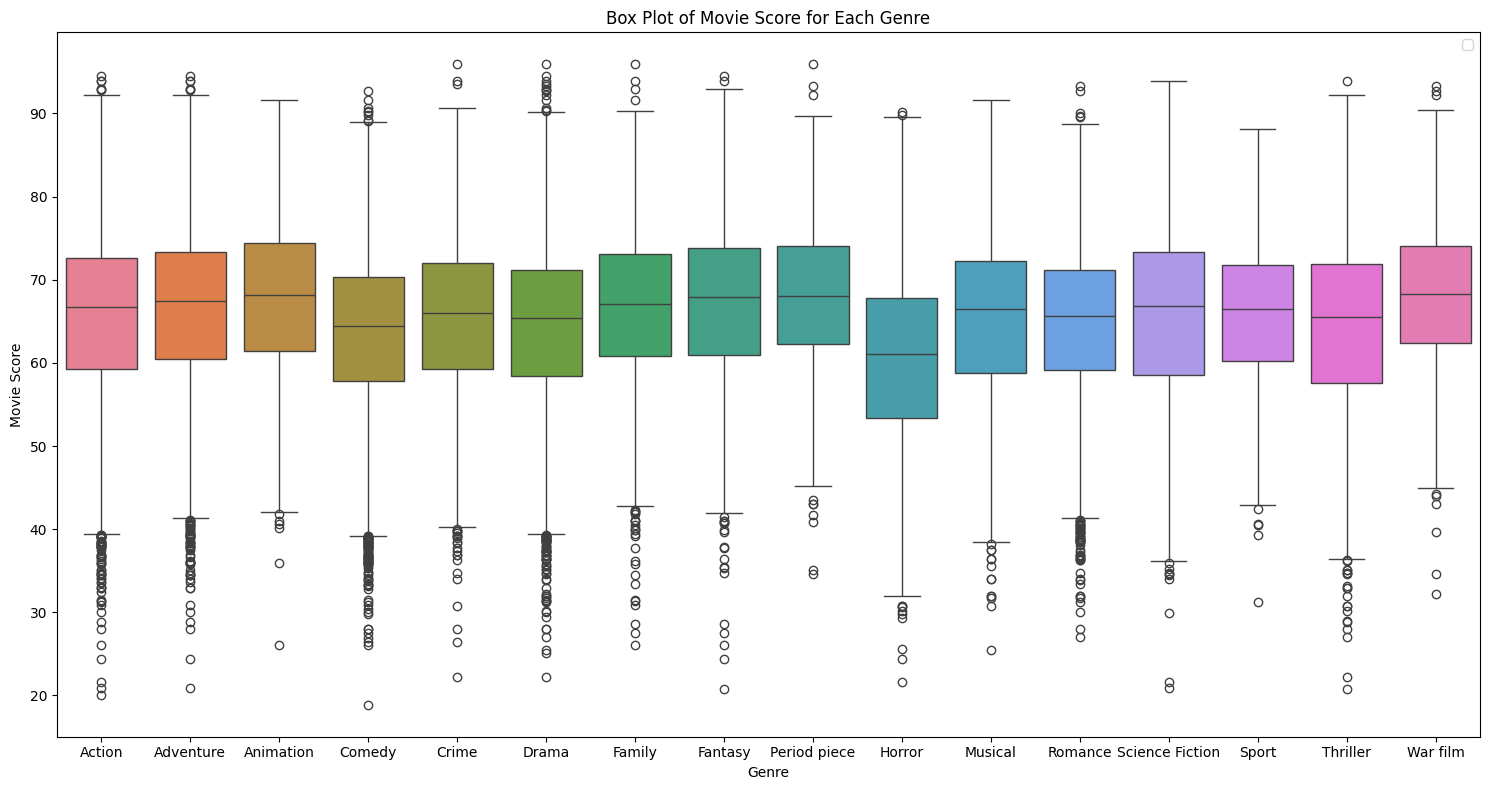 Box Plot of Movie Score for Each Genre
90
80
70
60
50
40
30
20
Movie Score
Action Adventure Animation Comedy Crime Drama Family Fantasy Period piece Horror Musical Romance Science Fiction Sport Thriller War film
Genre